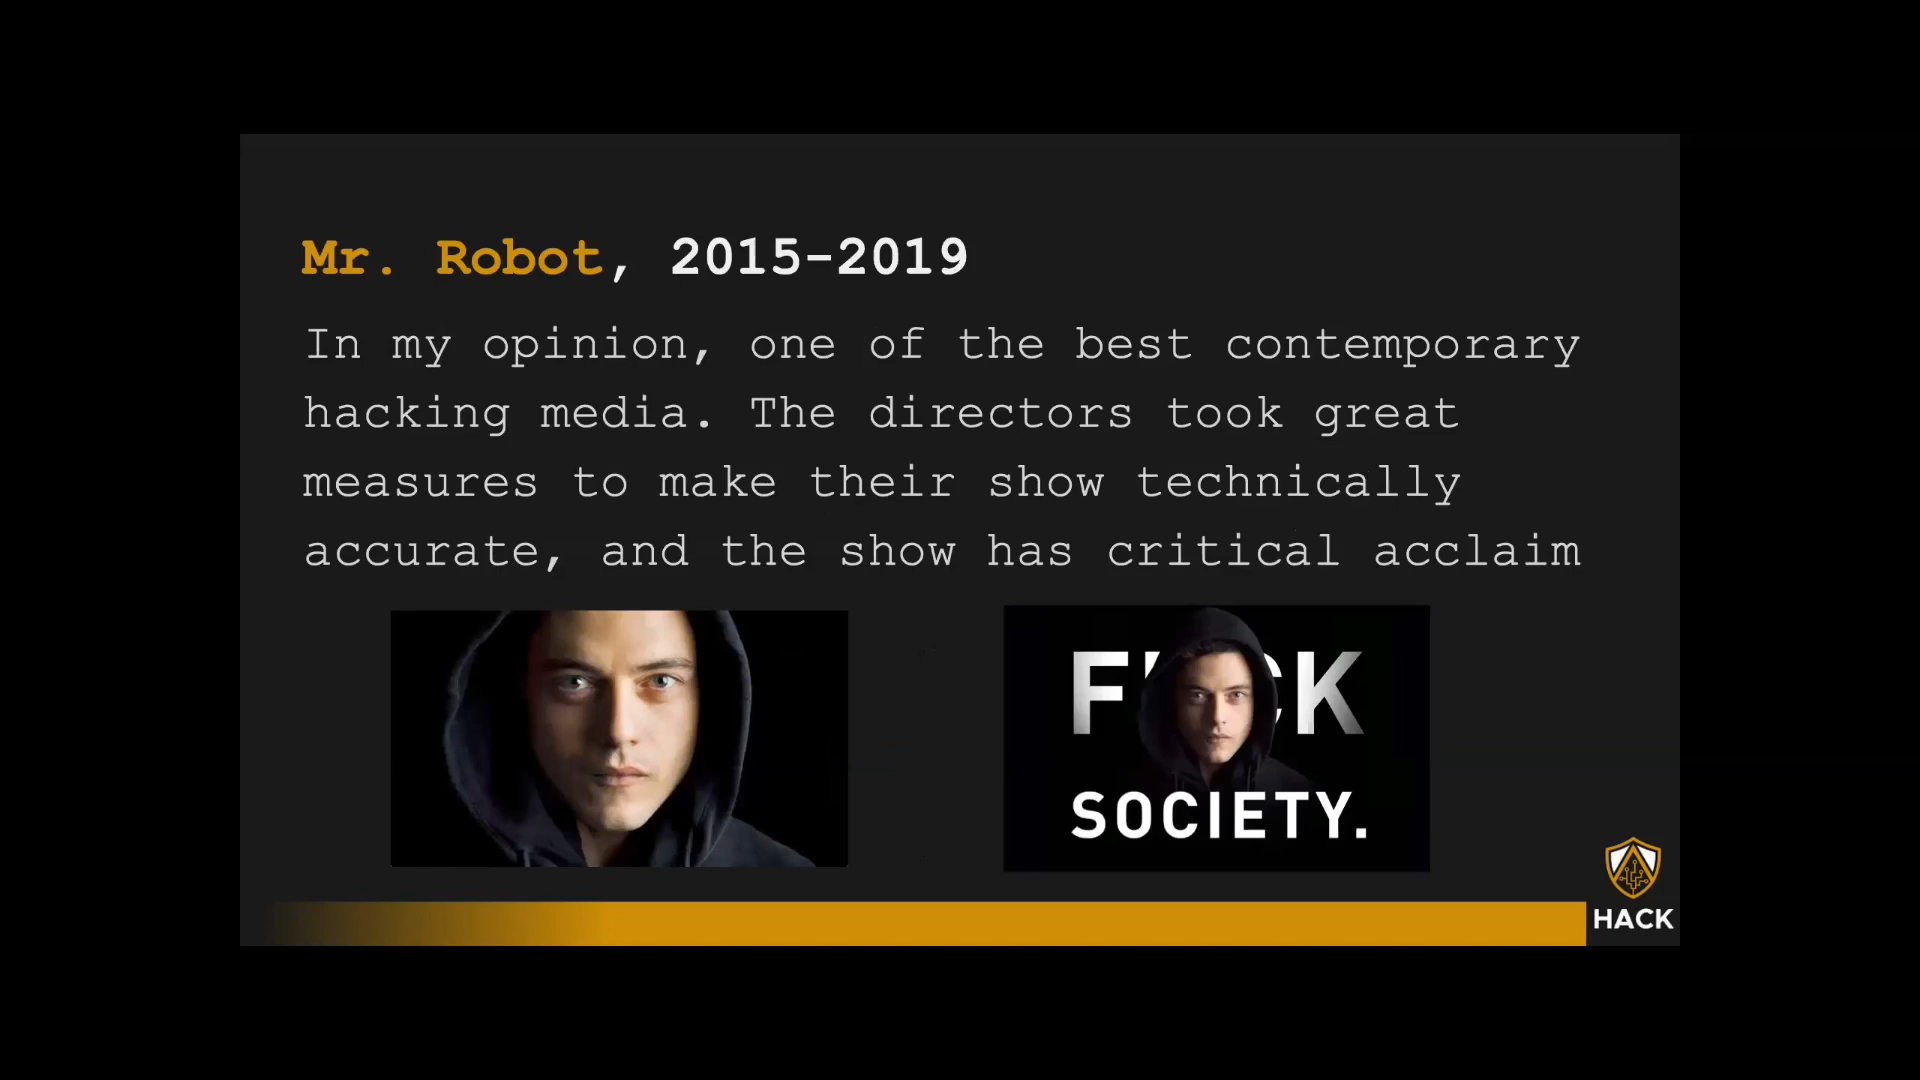 Mr. Robot, 2015-2019
In my opinion, one of the best contemporary
hacking media. The directors took great
measures to make their show technically
accurate, and the show has critical acclaim
SOCIETY.
HACK